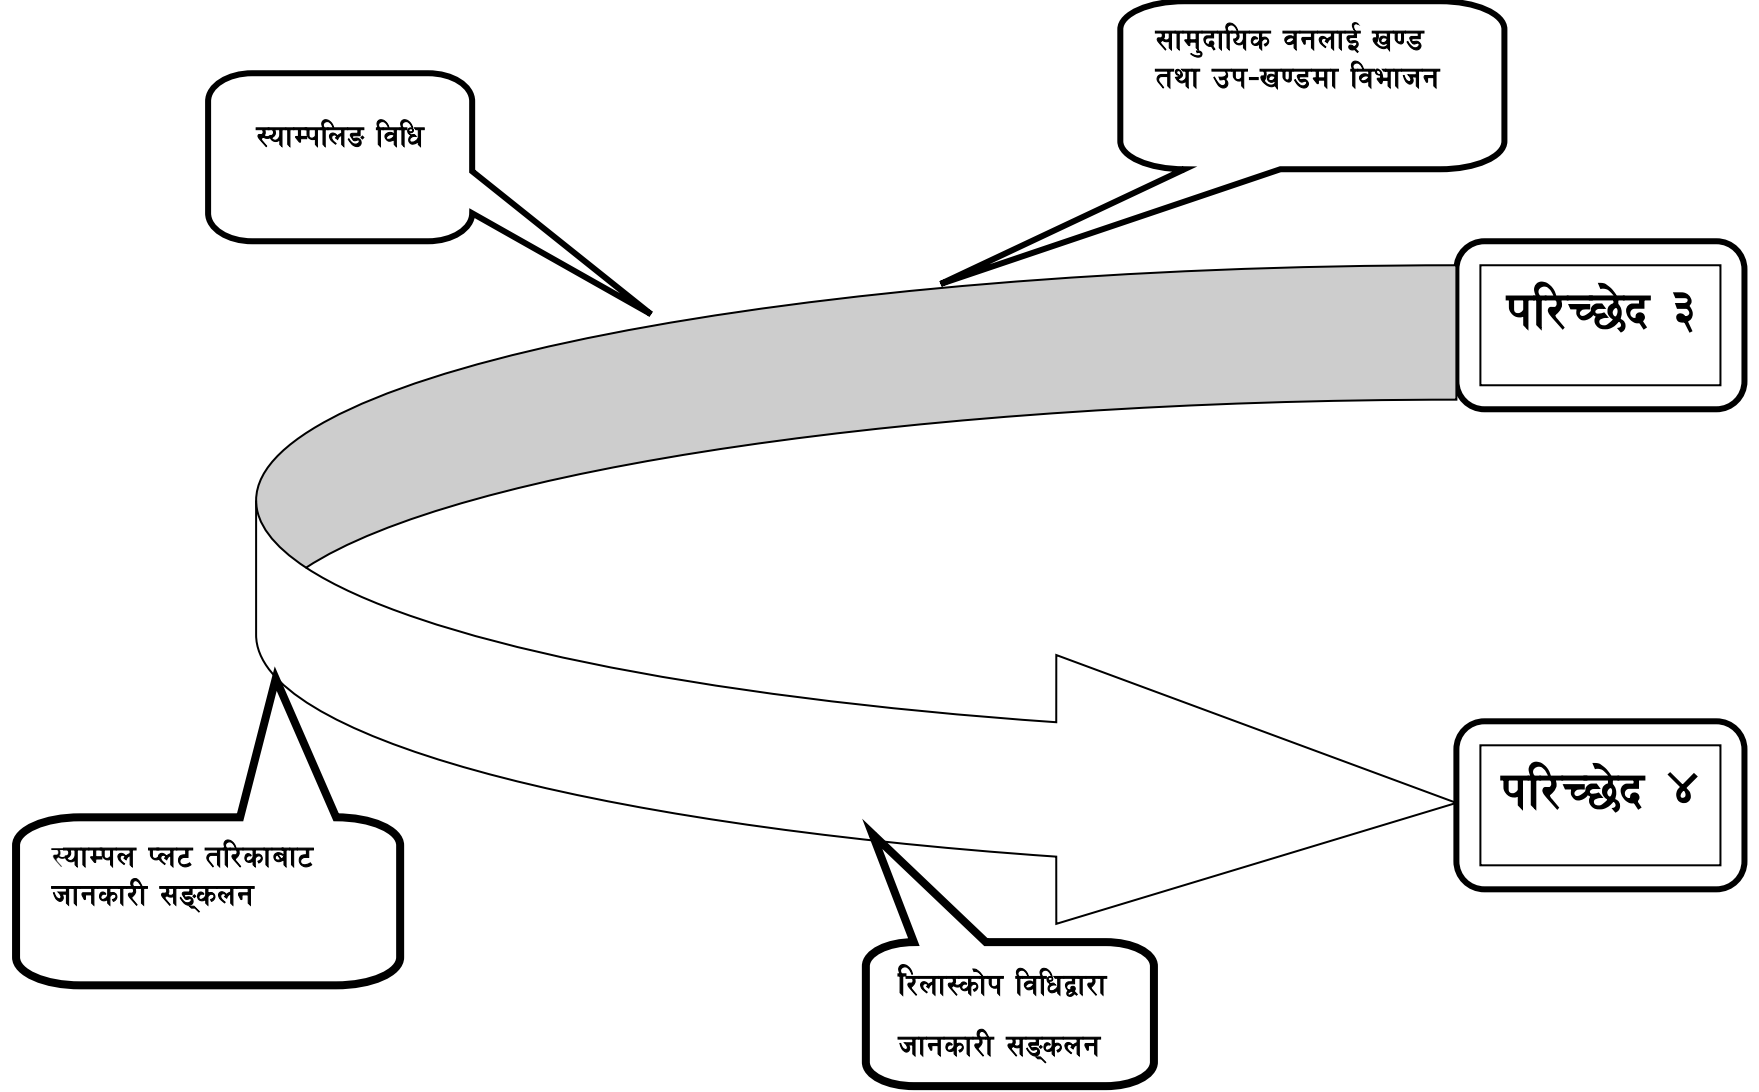 सामुदायिक वनलाई खण्ड
तथा उप-खण्डमा विभाजन
स्याम्पलिङ विधि
परिच्छेद ३
परिच्छेद ४
स्याम्पल प्लट तरिकाबाट
जानकारी सङ्कलन
रिलास्कोप विधिद्वारा
जानकारी सङ्कलन